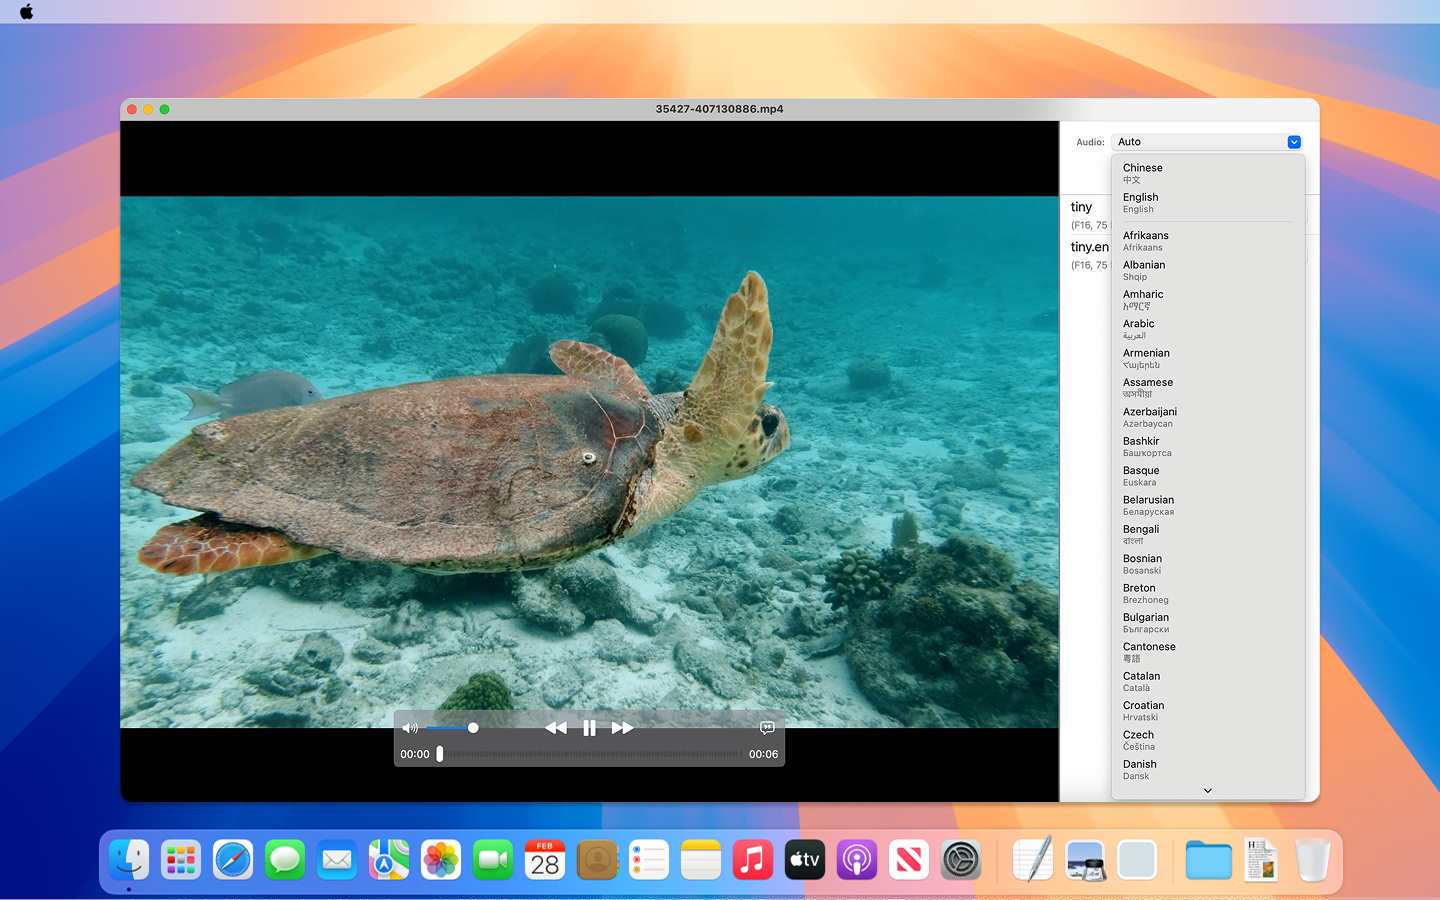 35427-407130886.mp4
Audio: Auto
tiny
(F16, 75
tiny.en
(F16, 75
Chinese
中文
English
English
Afrikaans
Afrikaans
Albanian
Shqip
Amharic
አማርኛ
Arabic
العربية
Armenian
Հայերեն
Assamese
অসমীয়া
Azerbaijani
Azərbaycan
Bashkir
Башҡортса
Basque
Euskara
Belarusian
Беларуская
Bengali
বাংলা
Bosnian
Bosanski
Breton
Brezhoneg
Bulgarian
Български
Cantonese
粵語
Catalan
Català
Croatian
Hrvatski
Czech
Čeština
Danish
Dansk
00:00
00:06
FEB
28
tv